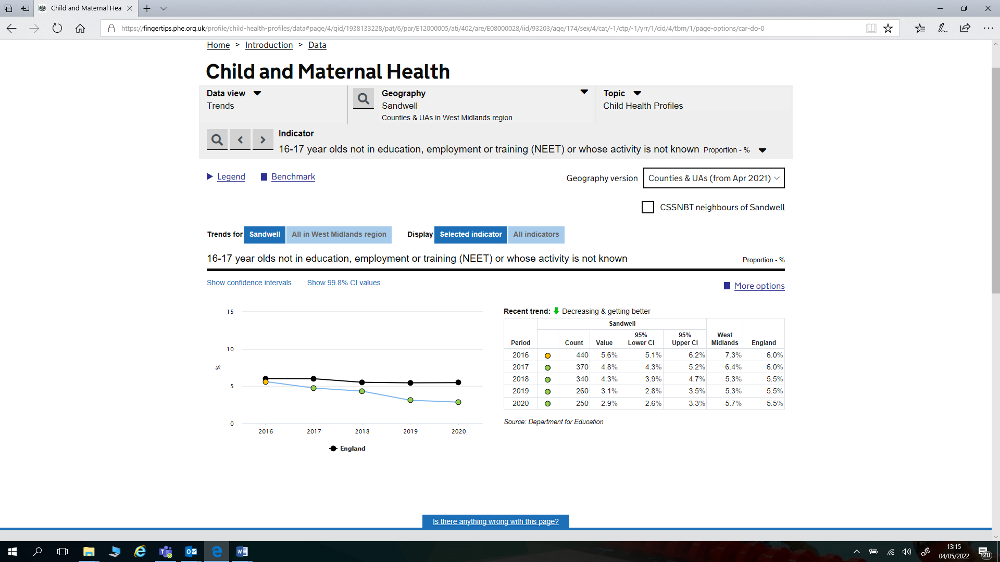 Child and Maternal Hea
https://fingertips.phe.org.uk/profile/child-health-profiles/data#page/4/gid/1938133228/pat/6/par/E12000005/ati/402/are/E08000028/iid/93203/age/174/sex/4/cat/-1/ctp/-1/yrr/1/cid/4/tbm/1/page-options/car-do-0
Home > Introduction > Data
Child and Maternal Health
Data view
Trends
Geography
Sandwell
Counties & UAs in West Midlands region
Topic
Child Health Profiles
Indicator
16-17 year olds not in education, employment or training (NEET) or whose activity is not known Proportion - %
Legend Benchmark
Geography version Counties & UAs (from Apr 2021)
CSSNBT neighbours of Sandwell
Trends for Sandwell All in West Midlands region Display Selected indicator All indicators
16-17 year olds not in education, employment or training (NEET) or whose activity is not known Proportion - %
Show confidence intervals Show 99.8% CI values
More options
15
10
%
5
0
2016 2017 2018 2019 2020
England
Recent trend: Decreasing & getting better
Sandwell
Period Count Value 95% Lower CI 95% Upper CI West Midlands England
2016 440 5.6% 5.1% 6.2% 7.3% 6.0%
2017 370 4.8% 4.3% 5.2% 6.4% 6.0%
2018 340 4.3% 3.9% 4.7% 5.3% 5.5%
2019 260 3.1% 2.8% 3.5% 5.3% 5.5%
2020 250 2.9% 2.6% 3.3% 5.7% 5.5%
Source: Department for Education
Is there anything wrong with this page?
13:15
04/05/2022
20